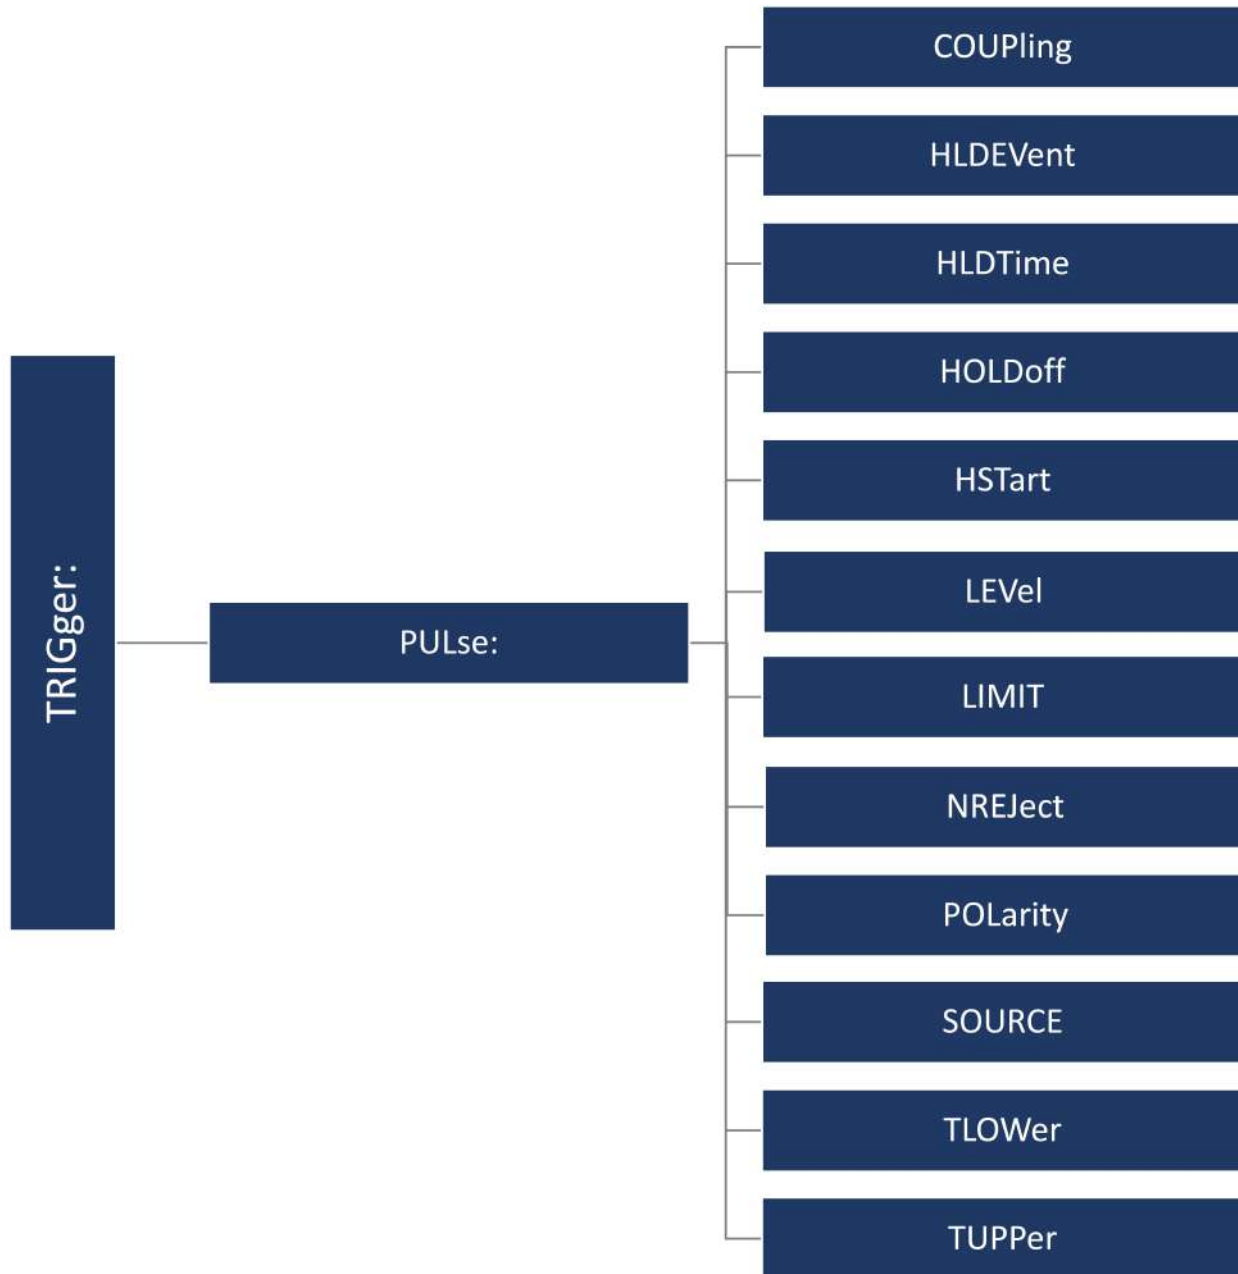 TRIGger:
PULse:
COUPling
HLDEVent
HLDTime
HOLDoff
HSTart
LEVel
LIMIT
NREJect
POLarity
SOURCE
TLOWer
TUPPer